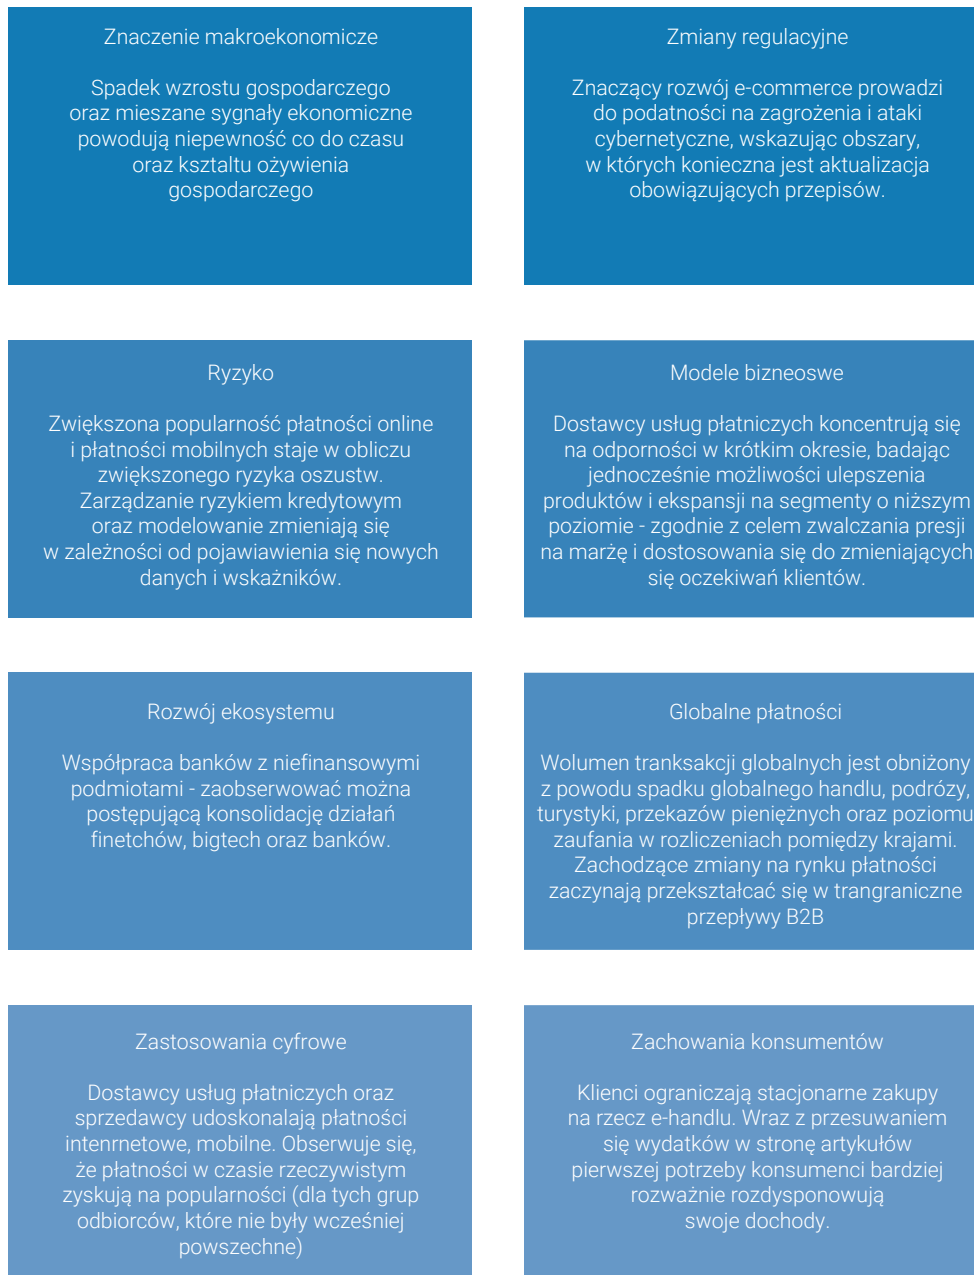 Znaczenie makroekonomicze
Spadek wzrostu gospodarczego
oraz mieszane sygnały ekonomiczne
powodują niepewność co do czasu
oraz ksztaltu ożywienia
gospodarczego
Zmiany regulacyjne
Znaczący rozwój e-commerce prowadzi
do podatności na zagrożenia i ataki
cybernetyczne, wskazując obszary,
w których konieczna jest aktualizacja
obowiązujących przepisów.
Ryzyko
Zwiększona popularność płatności online
i płatności mobilnych staje w obliczu
zwiększonego ryzyka oszustw.
Zarządzanie ryzykiem kredytowym
oraz modelowanie zmieniają się
w zależności od pojawiawienia się nowych
danych i wskażników.
Modele bizneoswe
Dostawcy usług płatniczych koncentrują się
na odporności w krótkim okresie, badając
jednocześnie możliwości ulepszenia
produktów i ekspansji na segmenty o niższym
poziomie - zgodnie z celem zwalczania presji
na marżę i dostosowania się do zmieniających
się oczekiwań klientów.
Rozwój ekosystemu
Współpraca banków z niefinansowymi
podmiotami - zaobserwować można
postępującą konsolidację działań
finetchów, bigtech oraz banków.
Globalne płatności
Wolumen tranksakcji globalnych jest obniżony
z powodu spadku globalnego handlu, podróży,
turystyki, przekazów pieniężnych oraz poziomu
zaufania w rozliczeniach pomiędzy krajami.
Zachodzące zmiany na rynku płatności
zaczynają przekształcać się w trangraniczne
przepływy B2B
Zastosowania cyfrowe
Dostawcy usług płatniczych oraz
sprzedawcy udoskonalają płatności
intenrnetowe, mobilne. Obserwuje się,
że płatności w czasie rzeczywistym
zyskują na popularności (dla tych grup
odbiorców, które nie były wcześniej
powszechne)
Zachowania konsumentów
Klienci ograniczają stacjonarne zakupy
na rzecz e-handlu. Wraz z przesuwaniem
się wydatków w stronę artykułów
pierwszej potrzeby konsumenci bardziej
rozważnie rozdysponowują
swoje dochody.